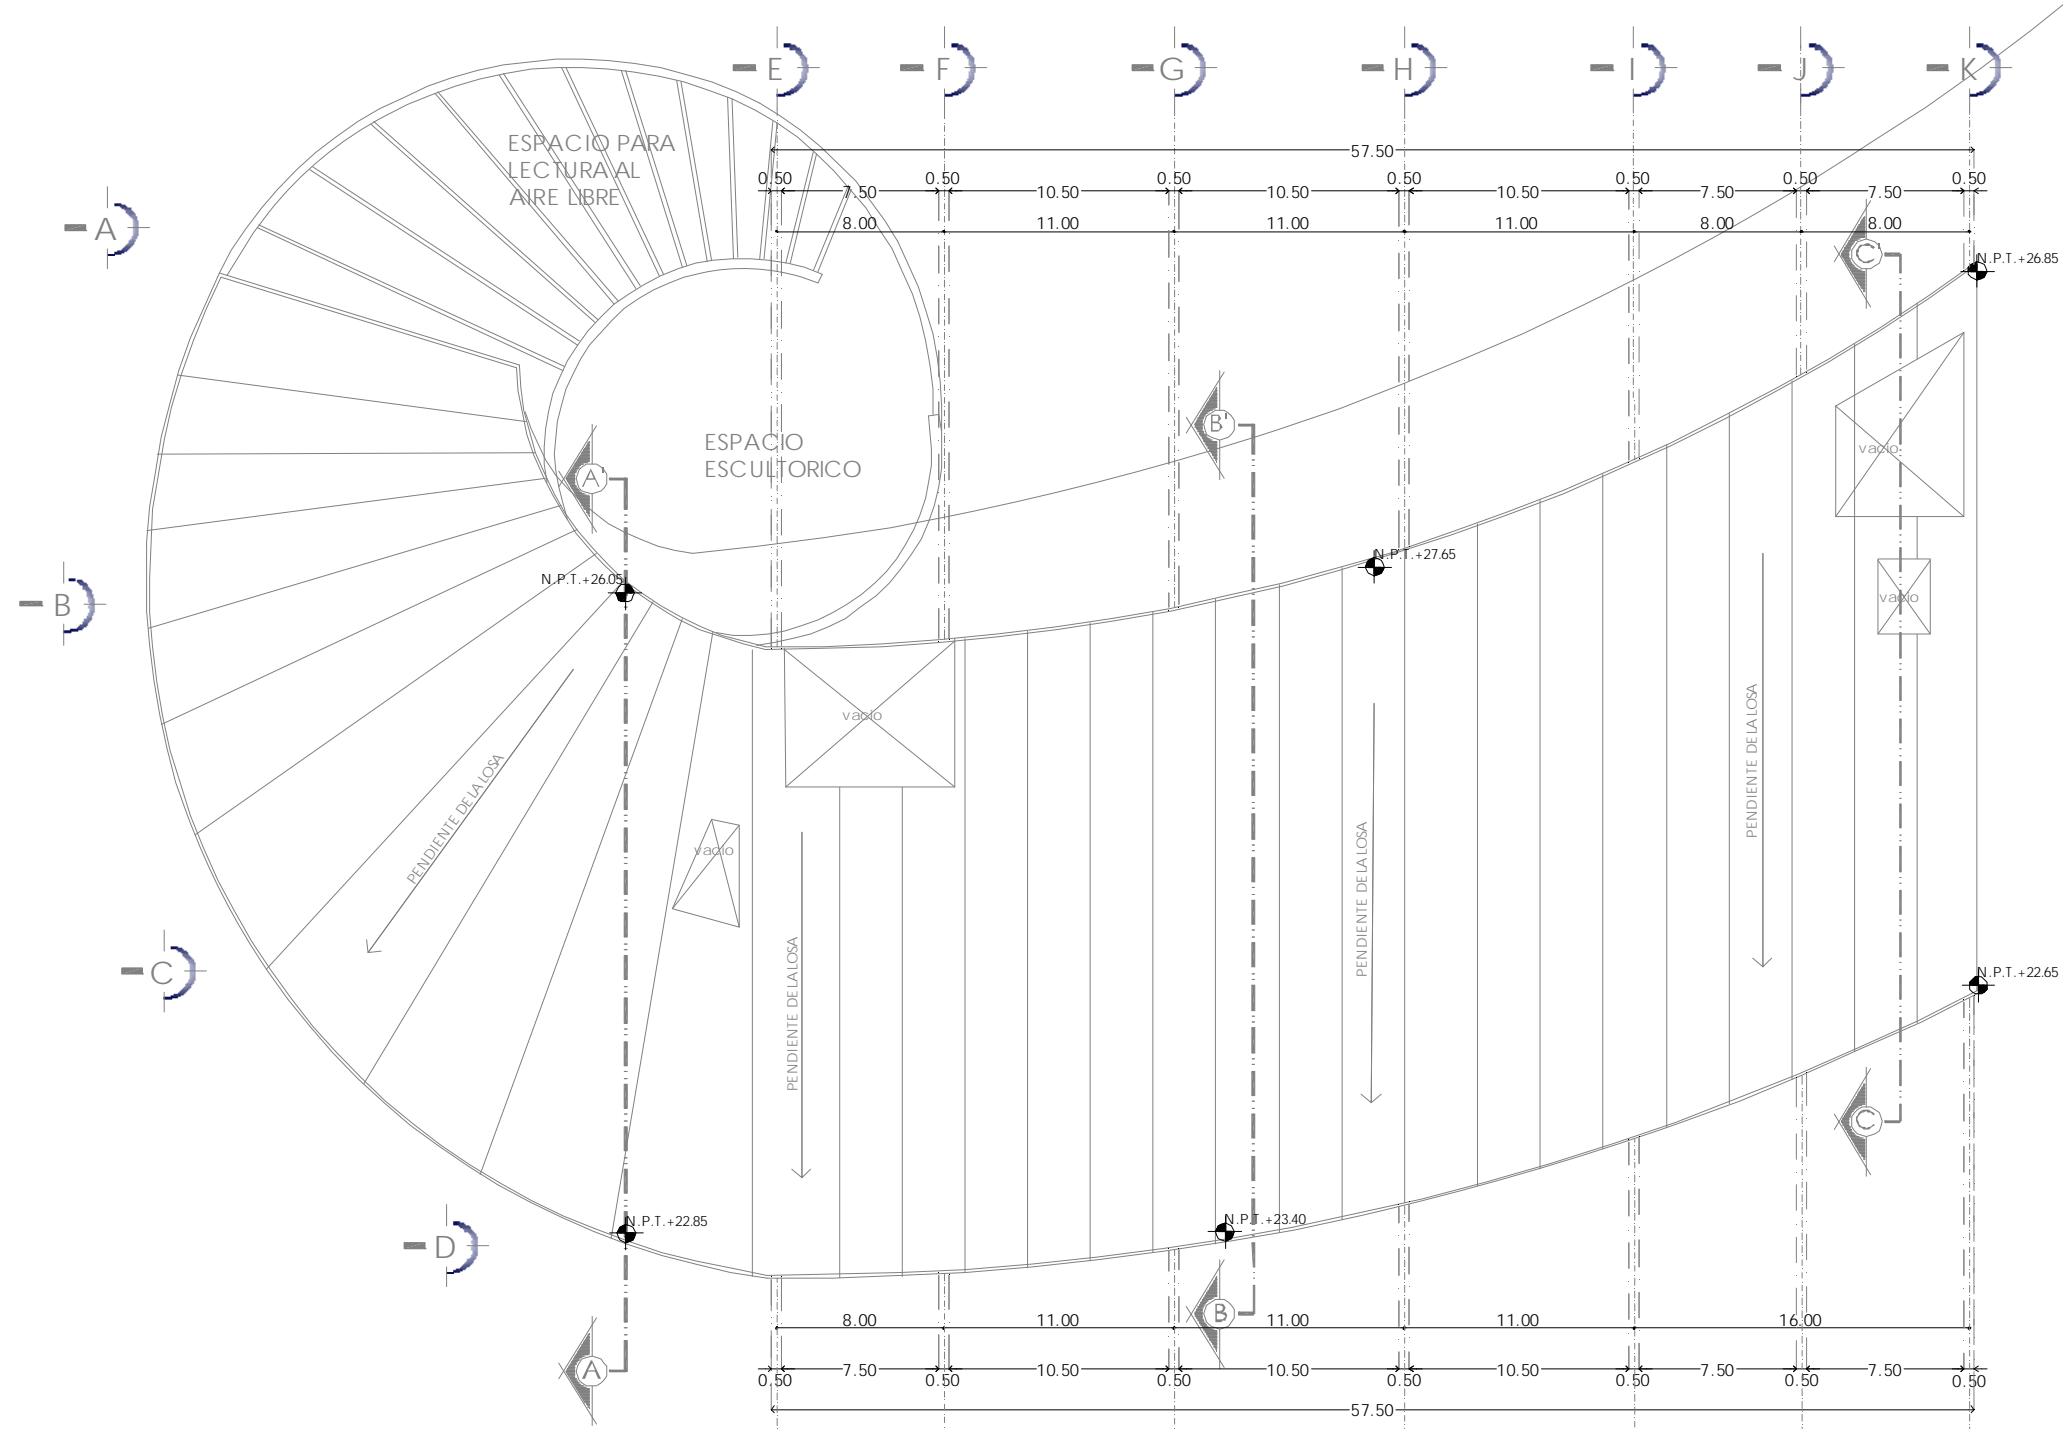 E
F
G
H
I
J
K
ESPACIO PARA
LECTURA AL
AIRE LIBRE
57.50
0.50
0.50
0.50
0.50
0.50
0.50
0.50
7.50
10.50
10.50
10.50
7.50
7.50
8.00
11.00
11.00
11.00
8.00
8.00
A
C'
N.P.T.+26.85
B'
ESPACIO
ESCULTORICO
vacio
A'
N.P.T.+27.65
N.P.T.+26.05
vacio
B
vacio
PENDIENTE DE LA LOSA
PENDIENTE DE LA LOSA
vacio
PENDIENTE DE LA LOSA
PENDIENTE DE LA LOSA
C
N.P.T.+22.65
C
N.P.T.+22.85
N.P.T.+23.40
D
B
8.00
11.00
11.00
11.00
16.00
A
7.50
10.50
10.50
10.50
7.50
7.50
0.50
0.50
0.50
0.50
0.50
0.50
0.50
57.50